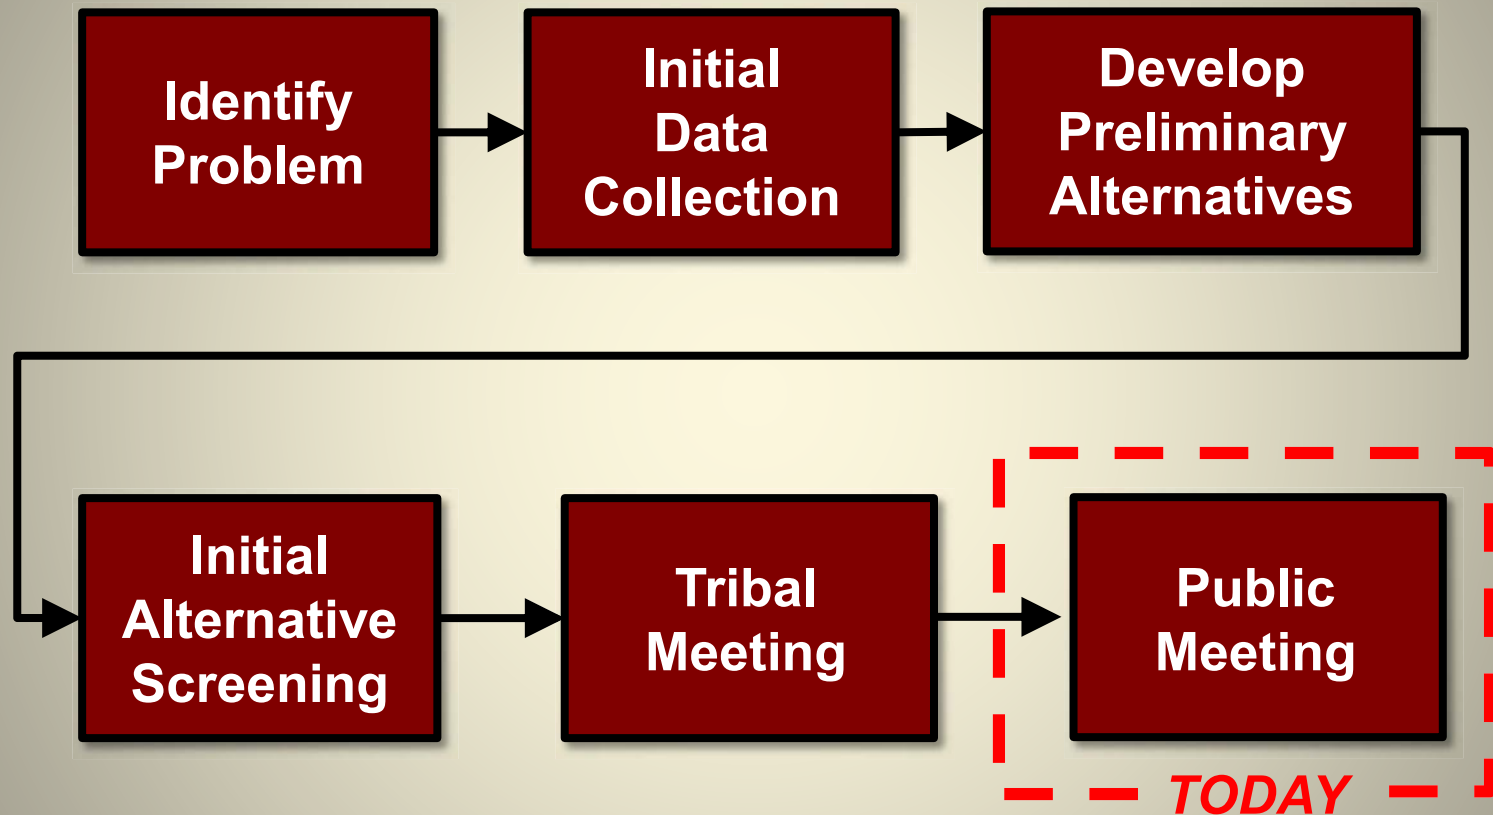 Identify
Problem
Initial
Data
Collection
Develop
Preliminary
Alternatives
Initial
Alternative
Screening
Tribal
Meeting
Public
Meeting
TODAY